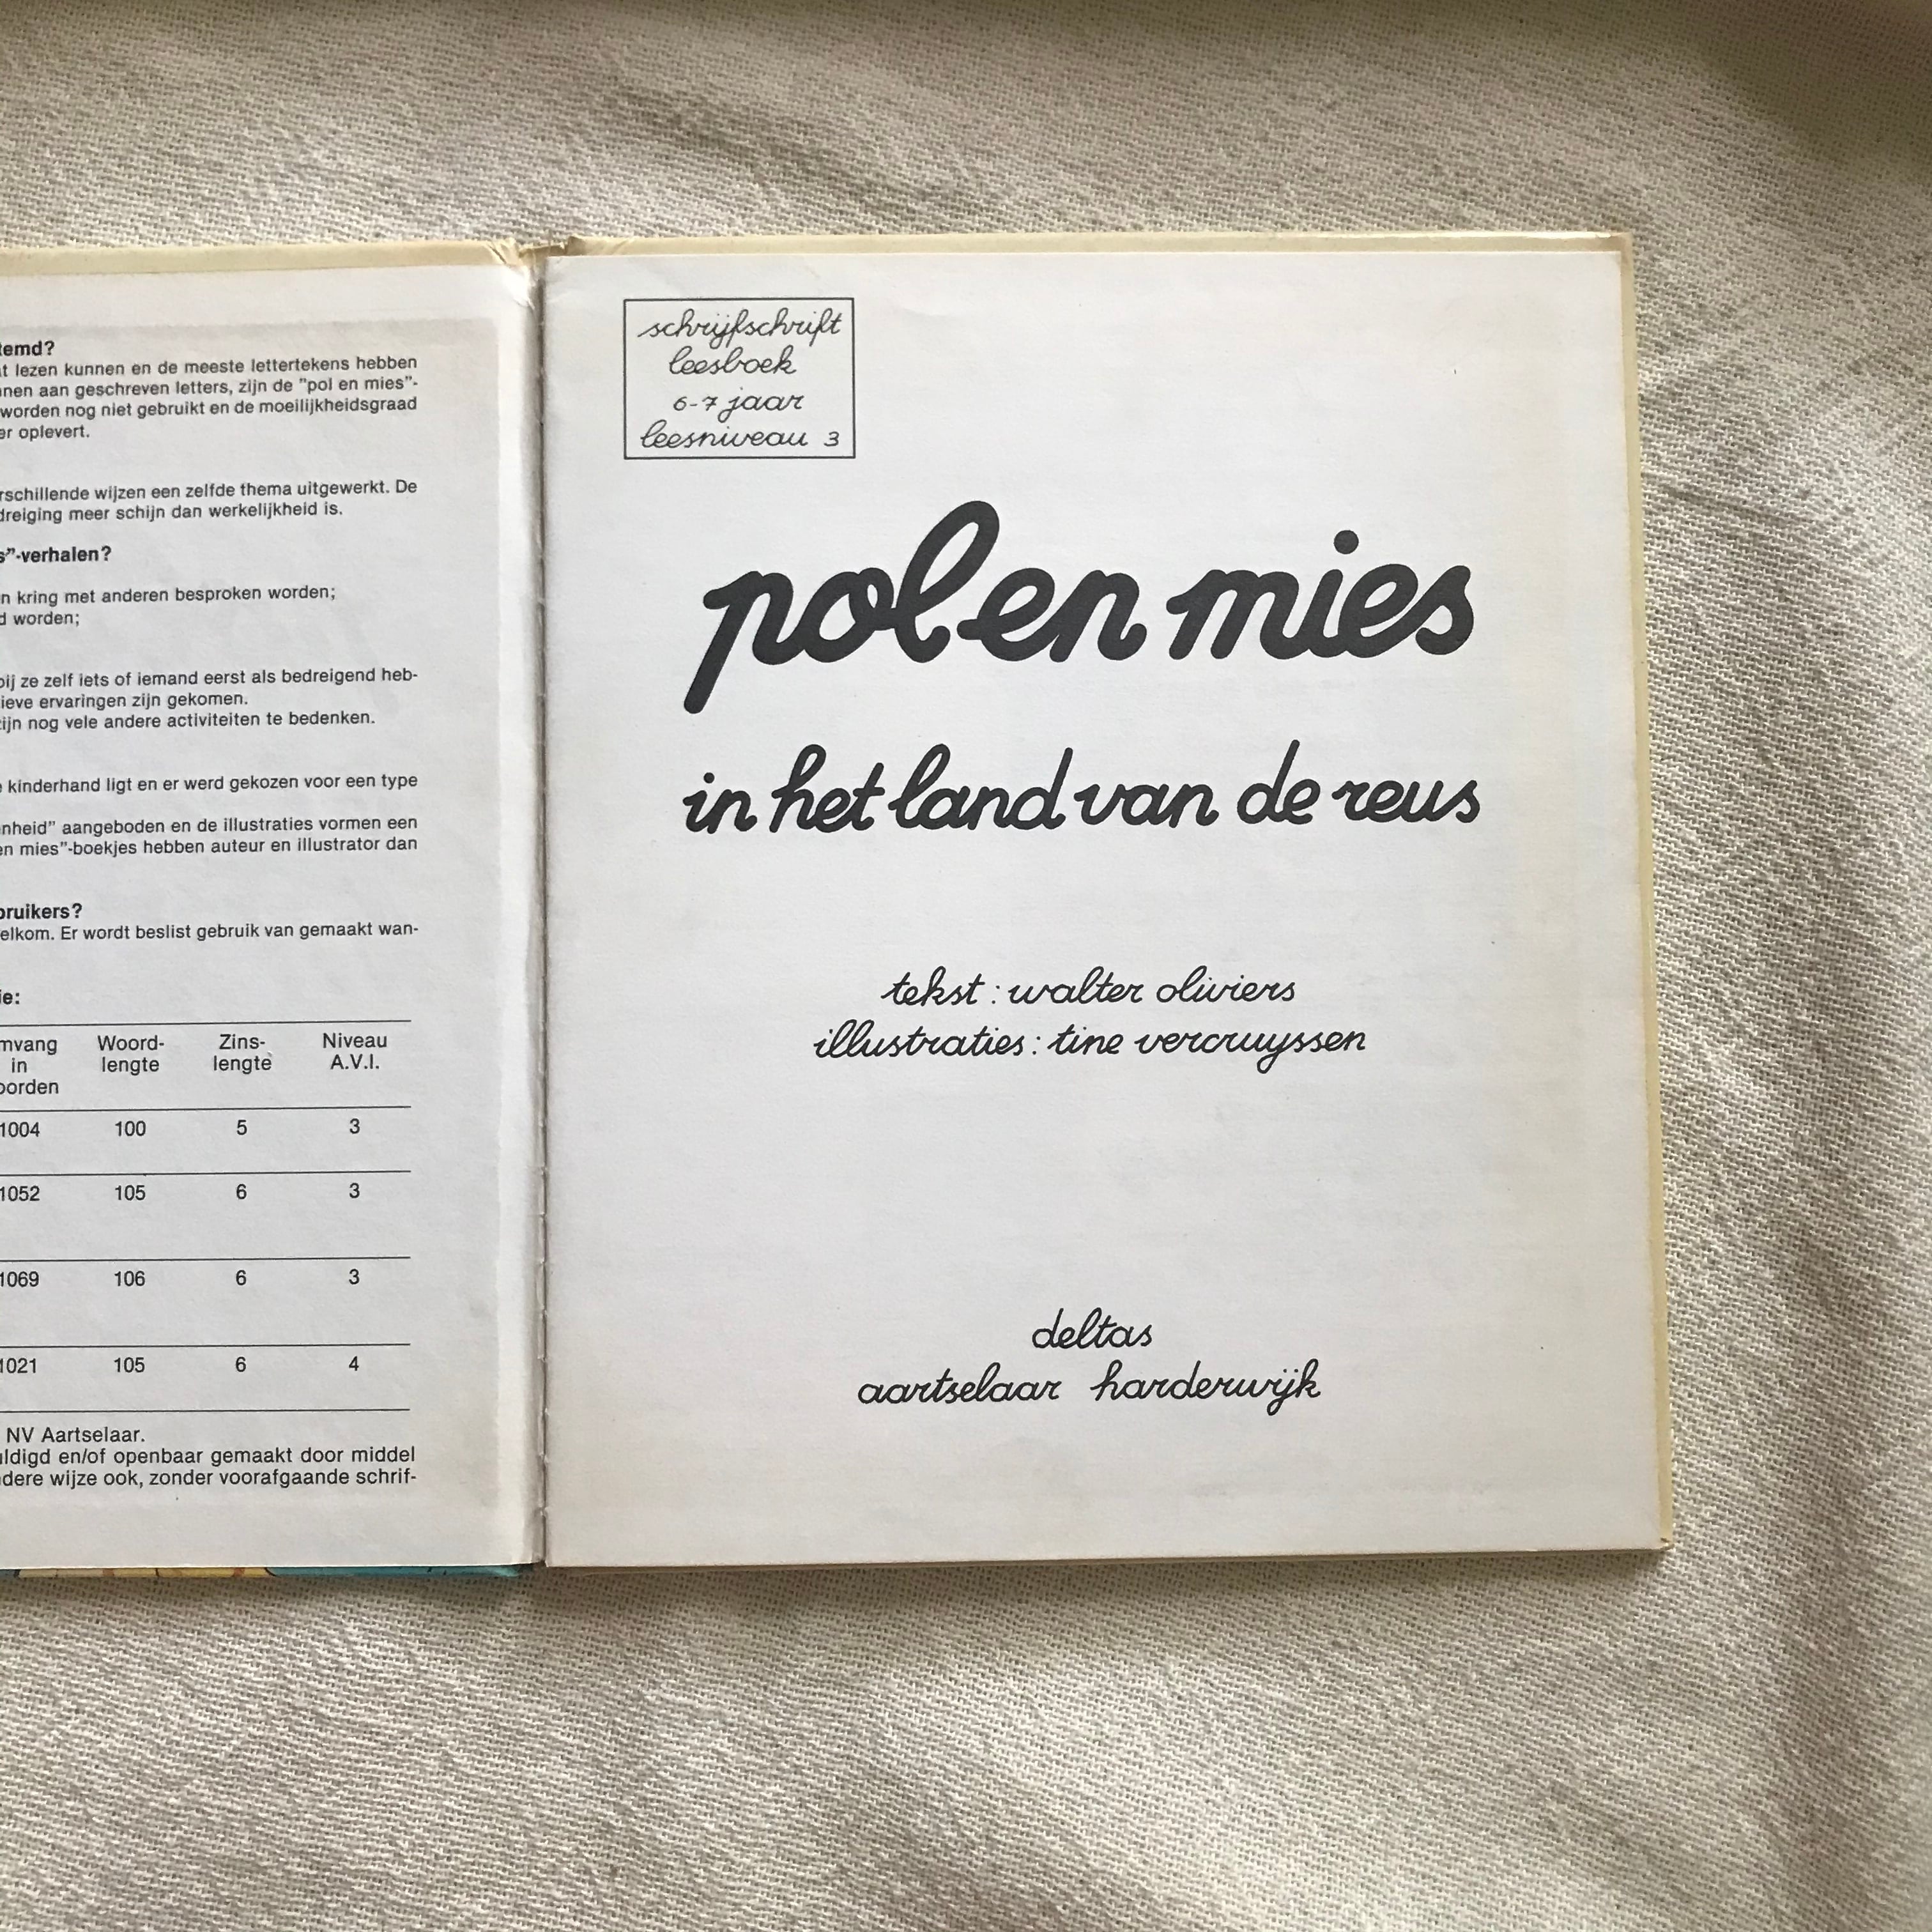 temd?
lezen kunnen en de meeste lettertekens hebben
aan geschreven letters, zijn de "pol en mies"-
worden nog niet gebruikt en de moeilijkheidsgraad
oplevert.
wijzen een zelfde thema uitgewerkt. De
meer schijn dan werkelijkheid is.
"-verhalen?
kring met anderen besproken worden;
worden;
ze zelf iets of iemand eerst als bedreigend heb-
ervaringen zijn gekomen.
zijn nog vele andere activiteiten te bedenken.
kinderhand ligt en er werd gekozen voor een type
nheid" aangeboden en de illustraties vormen een
en mies"-boekjes hebben auteur en illustrator dan
bruikers?
elkom. Er wordt beslist gebruik van gemaakt wan-
ie:
mvang Woord- Zins- Niveau
in lengte lengte A.V.I.
oorden
1004 100 5 3
1052 105 6 3
1069 106 6 3
1021 105 6 4
NV Aartselaar.
uldigd en/of openbaar gemaakt door middel
dere wijze ook, zonder voorafgaande schrif-
schrijfschrift
leesboek
6-7 jaar
leesniveau 3
pol en mies
in het land van de reus
tekst: walter oliviers
illustraties: tine vercruyssen
deltas
aartselaar harderwijk